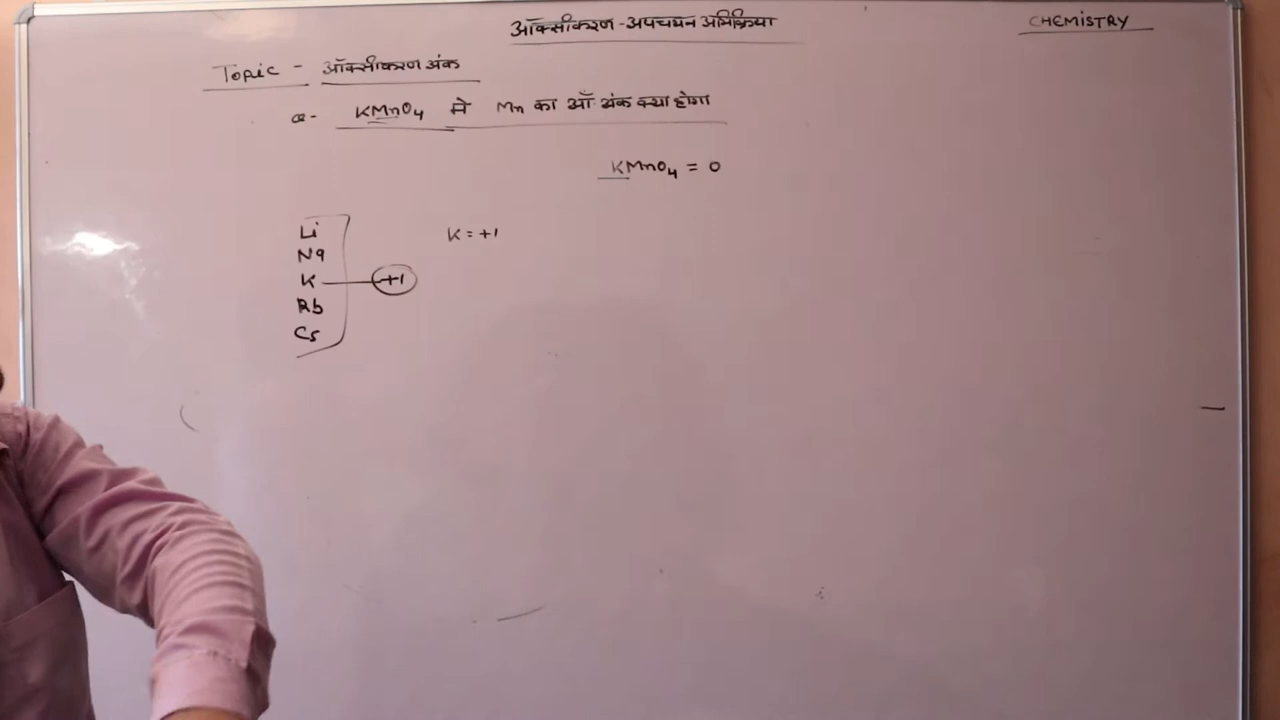 ऑक्सीकरण-अपचयन अभिक्रिया
CHEMISTRY
Topic - ऑक्सीकरण अंक
Q- KMnO4 में Mn का ऑ. अंक क्या होगा
KMnO4 = 0
Li
Na
K +1
Rb
Cs
K = +1